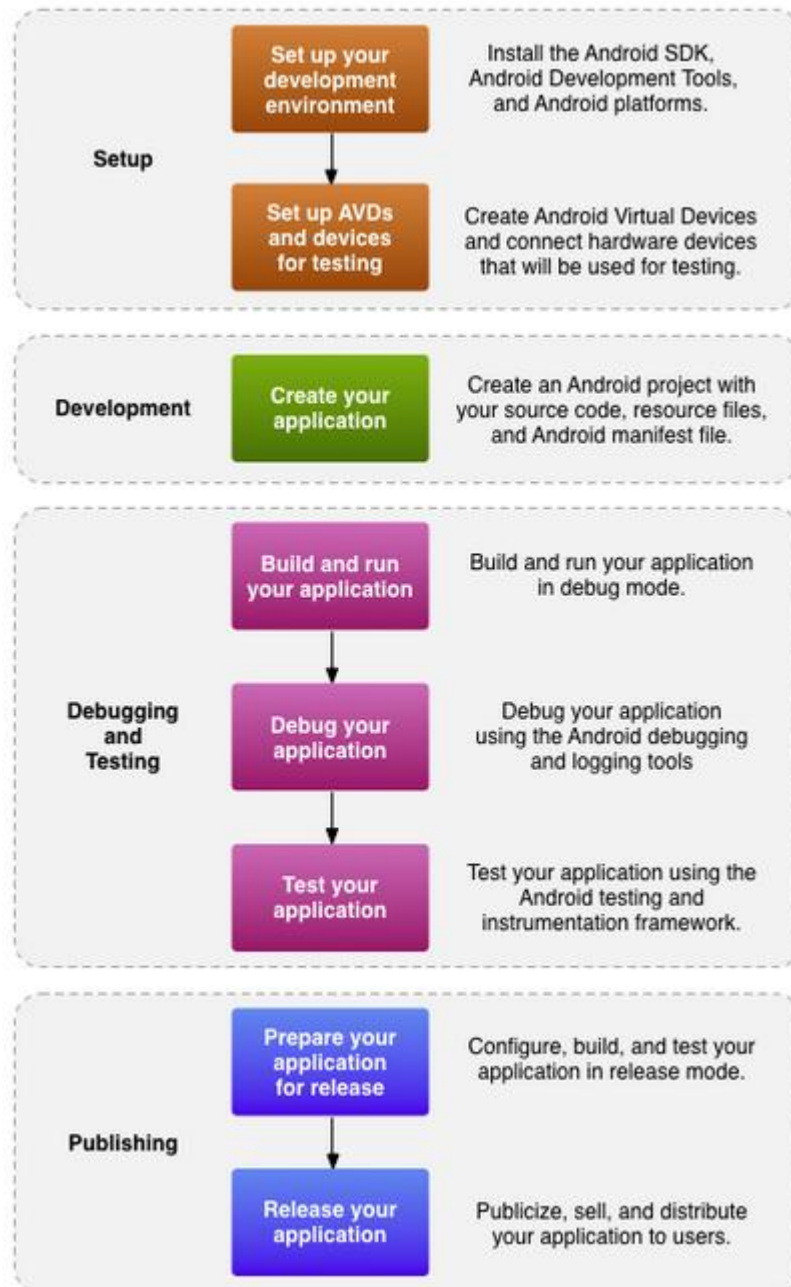 Set up your
development
environment
Install the Android SDK,
Android Development Tools,
and Android platforms.
Setup
Set up AVDs
and devices
for testing
Create Android Virtual Devices
and connect hardware devices
that will be used for testing.
Development
Create your
application
Create an Android project with
your source code, resource files,
and Android manifest file.
Build and run
your application
Build and run your application
in debug mode.
Debugging
and
Testing
Debug your
application
Debug your application
using the Android debugging
and logging tools
Test your
application
Test your application using the
Android testing and
instrumentation framework.
Prepare your
application
for release
Configure, build, and test your
application in release mode.
Publishing
Release your
application
Publicize, sell, and distribute
your application to users.